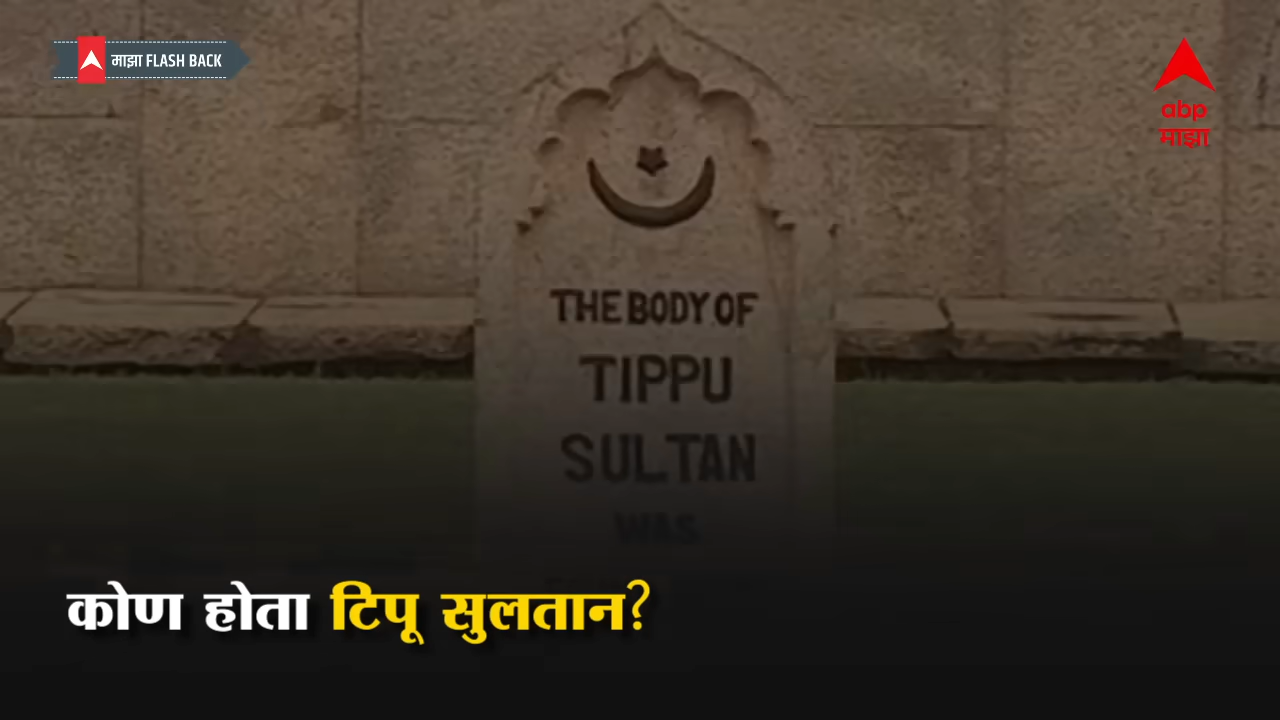 माझा FLASH BACK
abp
माझा
THE BODY OF
TIPPU
SULTAN
WAS
कोण होता टिपू सुलतान?